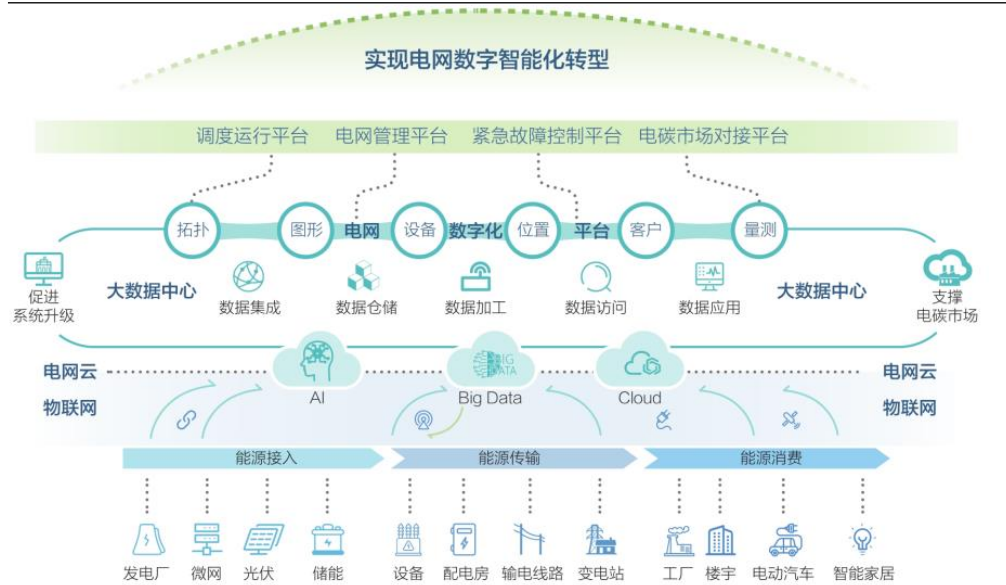 实现电网数字智能化转型
调度运行平台 电网管理平台 紧急故障控制平台 电碳市场对接平台
拓扑 图形 电网 设备 数字化 位置 平台 客户 量测
促进
系统升级
大数据中心
数据集成 数据仓储 数据加工 数据访问 数据应用
大数据中心
支撑
电碳市场
电网云
BIG
DATA
电网云
AI Big Data Cloud
物联网
物联网
能源接入 能源传输 能源消费
发电厂 微网 光伏 储能 设备 配电房 输电线路 变电站 工厂 楼宇 电动汽车 智能家居